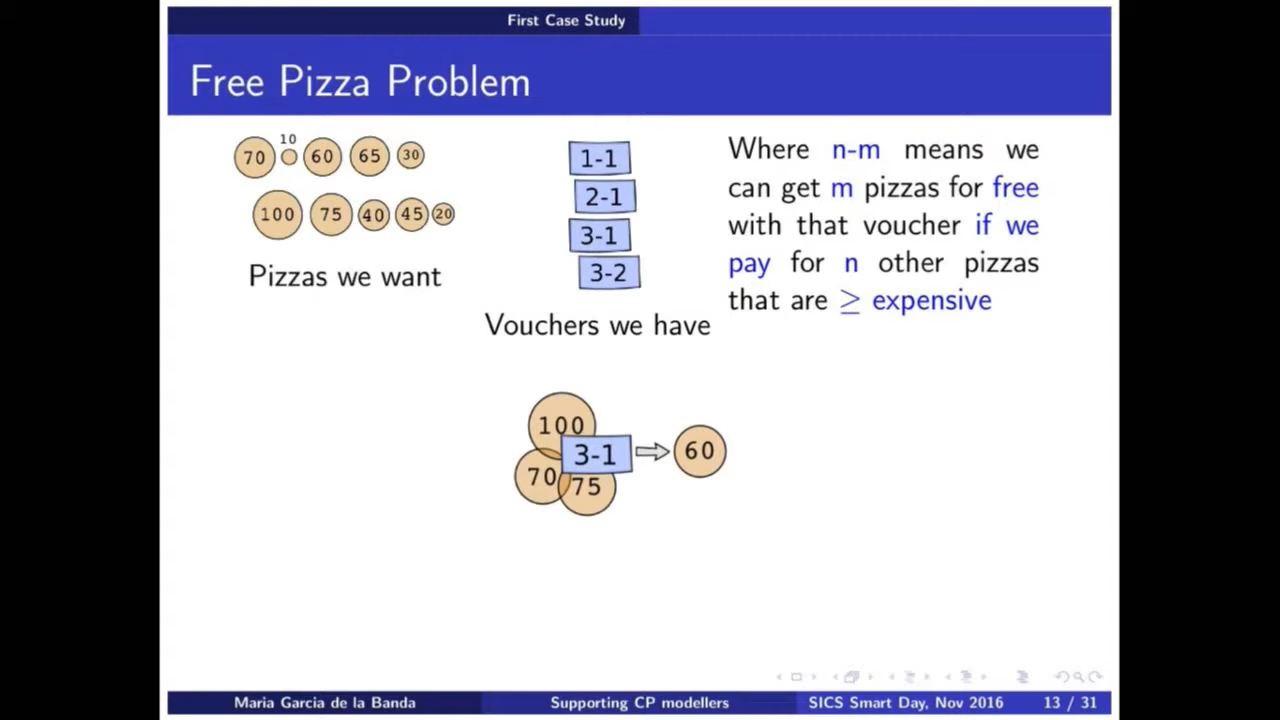 First Case Study
Free Pizza Problem
70 10 60 65 30
100 75 40 45 20
Pizzas we want
1-1
2-1
3-1
3-2
Vouchers we have
Where n-m means we
can get m pizzas for free
with that voucher if we
pay for n other pizzas
that are ≥ expensive
100
3-1
60
70
75
Maria Garcia de la Banda
Supporting CP modellers
SICS Smart Day, Nov 2016
13 / 31